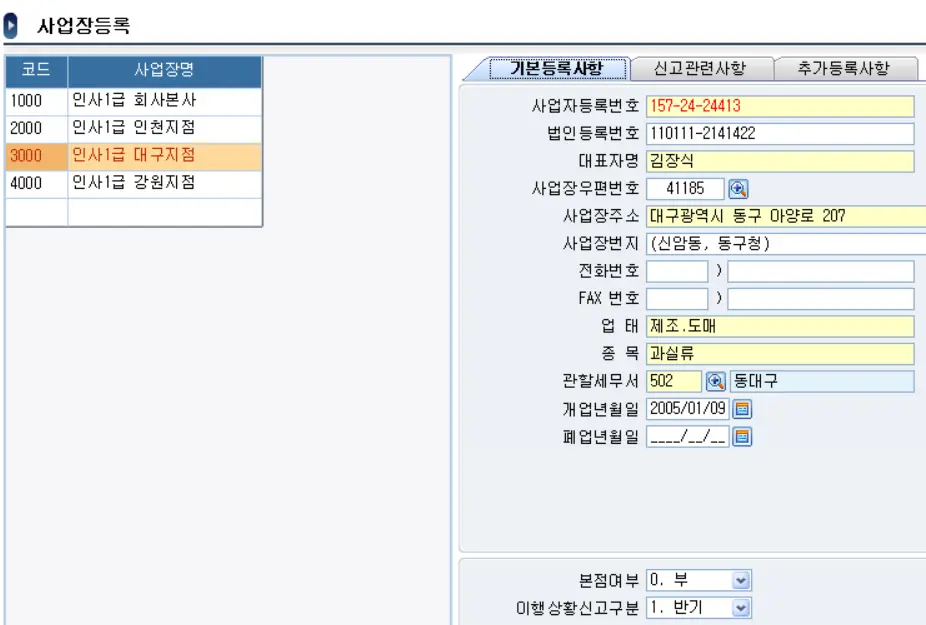 사업장등록
코드 사업장명
1000 인사1급 회사본사
2000 인사1급 인천지점
3000 인사1급 대구지점
4000 인사1급 강원지점
기본등록사항 신고관련사항 추가등록사항
사업자등록번호 157-24-24413
법인등록번호 110111-2141422
대표자명 김장식
사업장우편번호 41185
사업장주소 대구광역시 동구 아양로 207
사업장번지 (신암동, 동구청)
전화번호 )
FAX 번호 )
업 태 제조.도매
종 목 과실류
관할세무서 502 동대구
개업년월일 2005/01/09
폐업년월일 ____/__/__
본점여부 0. 부
이행상황신고구분 1. 반기